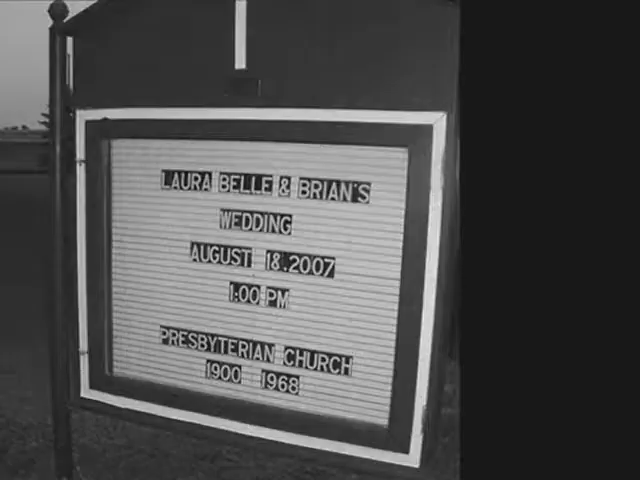 LAURA BELLE & BRIAN'S
WEDDING
AUGUST 18.2007
1:00 PM
PRESBYTERIAN CHURCH
1900 1968